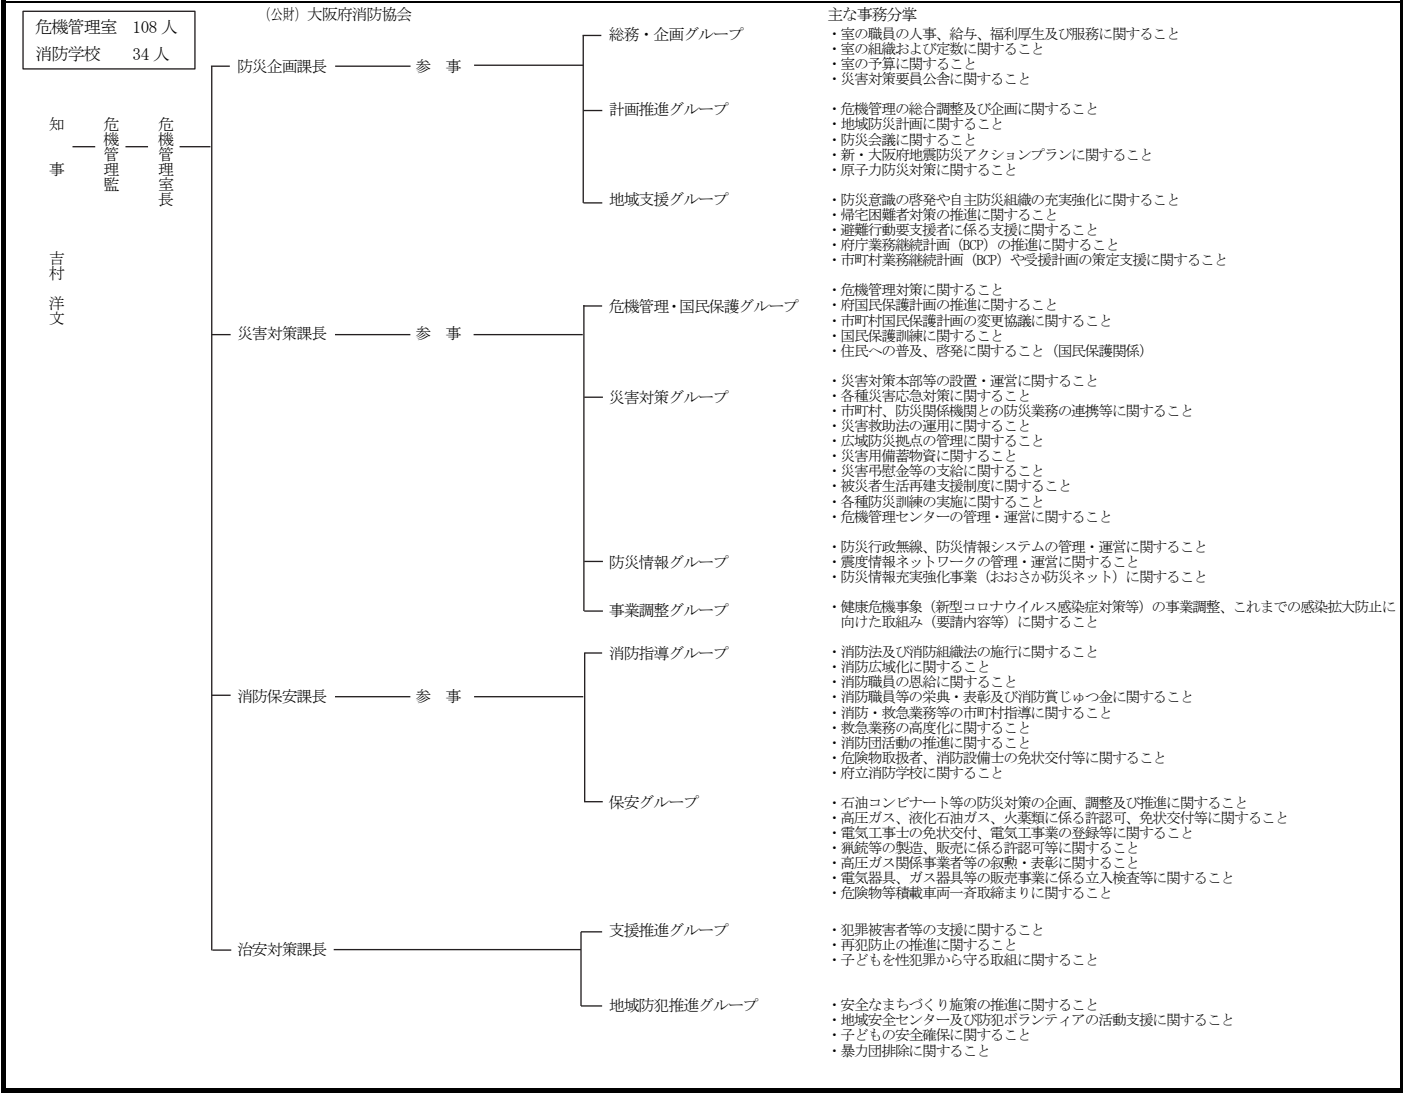 危機管理室 108人
消防学校 34人
（公財）大阪府消防協会
主な事務分掌
知事
吉村 洋文
危機管理監
危機管理室長
防災企画課長
参 事
総務・企画グループ
・室の職員の人事、給与、福利厚生及び服務に関すること
・室の組織および定数に関すること
・室の予算に関すること
・災害対策要員公舎に関すること
計画推進グループ
・危機管理の総合調整及び企画に関すること
・地域防災計画に関すること
・防災会議に関すること
・新・大阪府地震防災アクションプランに関すること
・原子力防災対策に関すること
地域支援グループ
・防災意識の啓発や自主防災組織の充実強化に関すること
・帰宅困難者対策の推進に関すること
・避難行動要支援者に係る支援に関すること
・府庁業務継続計画（BCP）の推進に関すること
・市町村業務継続計画（BCP）や受援計画の策定支援に関すること
災害対策課長
参 事
危機管理・国民保護グループ
・危機管理対策に関すること
・府国民保護計画の推進に関すること
・市町村国民保護計画の変更協議に関すること
・国民保護訓練に関すること
・住民への普及、啓発に関すること（国民保護関係）
災害対策グループ
・災害対策本部等の設置・運営に関すること
・各種災害応急対策に関すること
・市町村、防災関係機関との防災業務の連携等に関すること
・災害救助法の運用に関すること
・広域防災拠点の管理に関すること
・災害用備蓄物資に関すること
・災害弔慰金等の支給に関すること
・被災者生活再建支援制度に関すること
・各種防災訓練の実施に関すること
・危機管理センターの管理・運営に関すること
防災情報グループ
・防災行政無線、防災情報システムの管理・運営に関すること
・震度情報ネットワークの管理・運営に関すること
・防災情報充実強化事業（おおさか防災ネット）に関すること
事業調整グループ
・健康危機事象（新型コロナウイルス感染症対策等）の事業調整、これまでの感染拡大防止に
向けた取組み（要請内容等）に関すること
消防保安課長
参 事
消防指導グループ
・消防法及び消防組織法の施行に関すること
・消防広域化に関すること
・消防職員の恩給に関すること
・消防職員等の栄典・表彰及び消防賞じゅつ金に関すること
・消防・救急業務等の市町村指導に関すること
・救急業務の高度化に関すること
・消防団活動の推進に関すること
・危険物取扱者、消防設備士の免状交付等に関すること
・府立消防学校に関すること
保安グループ
・石油コンビナート等の防災対策の企画、調整及び推進に関すること
・高圧ガス、液化石油ガス、火薬類に係る許認可、免状交付等に関すること
・電気工事士の免状交付、電気工事業の登録等に関すること
・猟銃等の製造、販売に係る許認可等に関すること
・高圧ガス関係事業者等の叙勲・表彰に関すること
・電気器具、ガス器具等の販売事業に係る立入検査等に関すること
・危険物等積載車両一斉取締まりに関すること
治安対策課長
支援推進グループ
・犯罪被害者等の支援に関すること
・再犯防止の推進に関すること
・子どもを性犯罪から守る取組に関すること
地域防犯推進グループ
・安全なまちづくり施策の推進に関すること
・地域安全センター及び防犯ボランティアの活動支援に関すること
・子どもの安全確保に関すること
・暴力団排除に関すること